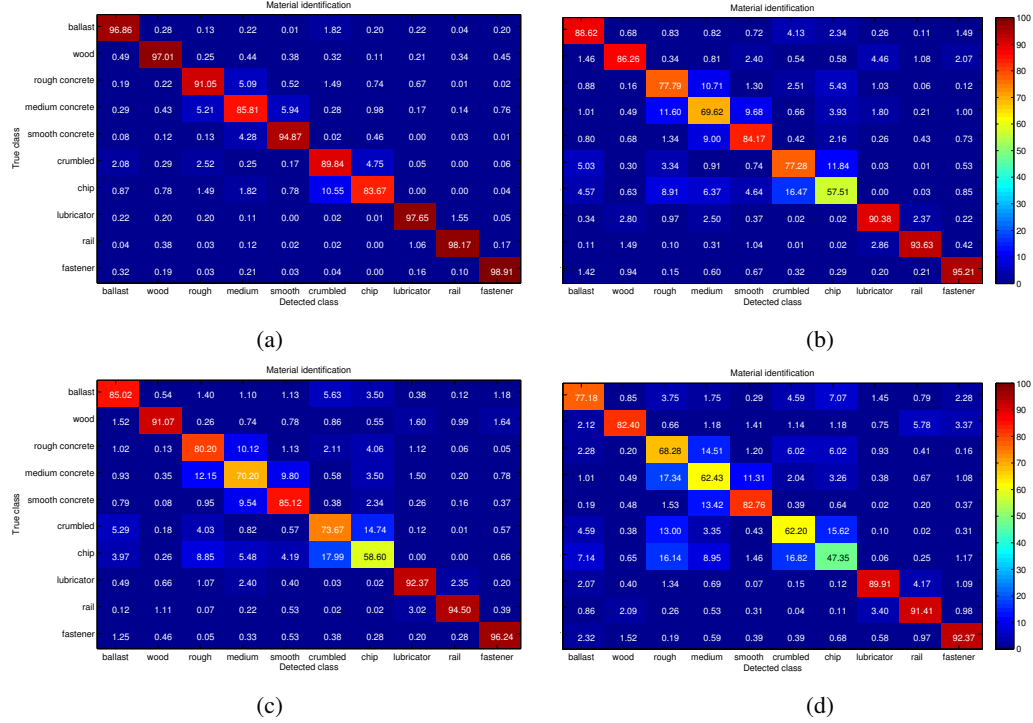 Material identification
ballast 96.86 0.28 0.13 0.22 0.01 1.82 0.20 0.22 0.04 0.20
wood 0.49 97.01 0.25 0.44 0.38 0.32 0.11 0.21 0.34 0.45
rough concrete 0.19 0.22 91.05 5.09 0.52 1.49 0.74 0.67 0.01 0.02
medium concrete 0.29 0.43 5.21 85.81 5.94 0.28 0.98 0.17 0.14 0.76
smooth concrete 0.08 0.12 0.13 4.28 94.87 0.02 0.46 0.00 0.03 0.01
crumbled 2.08 0.29 2.52 0.25 0.17 89.84 4.75 0.05 0.00 0.06
chip 0.87 0.78 1.49 1.82 0.78 10.55 83.67 0.00 0.00 0.04
lubricator 0.22 0.20 0.20 0.11 0.00 0.02 0.01 97.65 1.55 0.05
rail 0.04 0.38 0.03 0.12 0.02 0.02 0.00 1.06 98.17 0.17
fastener 0.32 0.19 0.03 0.21 0.03 0.04 0.00 0.16 0.10 98.91
ballast wood rough medium smooth crumbled chip lubricator rail fastener
Detected class
True class
(a)
Material identification
88.62 0.68 0.83 0.82 0.72 4.13 2.34 0.26 0.11 1.49
1.46 86.26 0.34 0.81 2.40 0.54 0.58 4.46 1.08 2.07
0.88 0.16 77.79 10.71 1.30 2.51 5.43 1.03 0.06 0.12
1.01 0.49 11.60 69.62 9.68 0.66 3.93 1.80 0.21 1.00
0.80 0.68 1.34 9.00 84.17 0.42 2.16 0.26 0.43 0.73
5.03 0.30 3.34 0.91 0.74 77.28 11.84 0.03 0.01 0.53
4.57 0.63 8.91 6.37 4.64 16.47 57.51 0.00 0.03 0.85
0.34 2.80 0.97 2.50 0.37 0.02 0.02 90.38 2.37 0.22
0.11 1.49 0.10 0.31 1.04 0.01 0.02 2.86 93.63 0.42
1.42 0.94 0.15 0.60 0.67 0.32 0.29 0.20 0.21 95.21
ballast wood rough medium smooth crumbled chip lubricator rail fastener
Detected class
100
90
80
70
60
50
40
30
20
10
0
(b)
Material identification
ballast 85.02 0.54 1.40 1.10 1.13 5.63 3.50 0.38 0.12 1.18
wood 1.52 91.07 0.26 0.74 0.78 0.86 0.55 1.60 0.99 1.64
rough concrete 1.02 0.13 80.20 10.12 1.13 2.11 4.06 1.12 0.06 0.05
medium concrete 0.93 0.35 12.15 70.20 9.80 0.58 3.50 1.50 0.20 0.78
smooth concrete 0.79 0.08 0.95 9.54 85.12 0.38 2.34 0.26 0.16 0.37
crumbled 5.29 0.18 4.03 0.82 0.57 73.67 14.74 0.12 0.01 0.57
chip 3.97 0.26 8.85 5.48 4.19 17.99 58.60 0.00 0.00 0.66
lubricator 0.49 0.66 1.07 2.40 0.40 0.03 0.02 92.37 2.35 0.20
rail 0.12 1.11 0.07 0.22 0.53 0.02 0.02 3.02 94.50 0.39
fastener 1.25 0.46 0.05 0.33 0.53 0.38 0.28 0.20 0.28 96.24
ballast wood rough medium smooth crumbled chip lubricator rail fastener
Detected class
True class
(c)
Material identification
77.18 0.85 3.75 1.75 0.29 4.59 7.07 1.45 0.79 2.28
2.12 82.40 0.66 1.18 1.41 1.14 1.18 0.75 5.78 3.37
2.28 0.20 68.28 14.51 1.20 6.02 6.02 0.93 0.41 0.16
1.01 0.49 17.34 62.43 11.31 2.04 3.26 0.38 0.67 1.08
0.19 0.48 1.53 13.42 82.76 0.39 0.64 0.02 0.20 0.37
4.59 0.38 13.00 3.35 0.43 62.20 15.62 0.10 0.02 0.31
7.14 0.65 16.14 8.95 1.46 16.82 47.35 0.06 0.25 1.17
2.07 0.40 1.34 0.69 0.07 0.15 0.12 89.91 4.17 1.09
0.86 2.09 0.26 0.53 0.31 0.04 0.11 3.40 91.41 0.98
2.32 1.52 0.19 0.59 0.39 0.39 0.68 0.58 0.97 92.37
ballast wood rough medium smooth crumbled chip lubricator rail fastener
Detected class
100
90
80
70
60
50
40
30
20
10
0
(d)